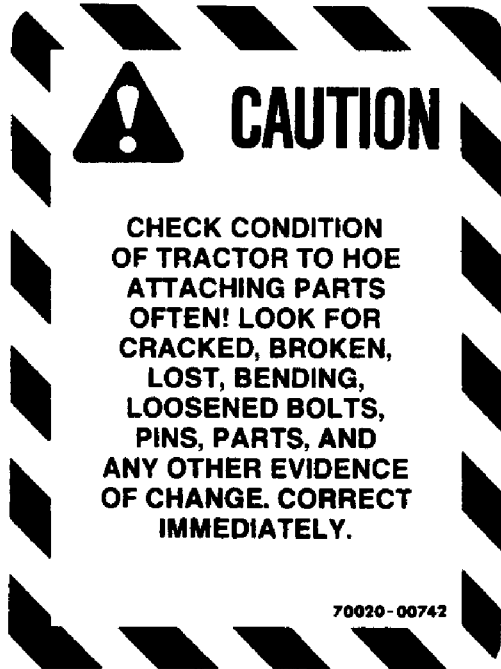 CAUTION
CHECK CONDITION
OF TRACTOR TO HOE
ATTACHING PARTS
OFTEN! LOOK FOR
CRACKED, BROKEN,
LOST, BENDING,
LOOSENED BOLTS,
PINS, PARTS, AND
ANY OTHER EVIDENCE
OF CHANGE. CORRECT
IMMEDIATELY.
70020-00742